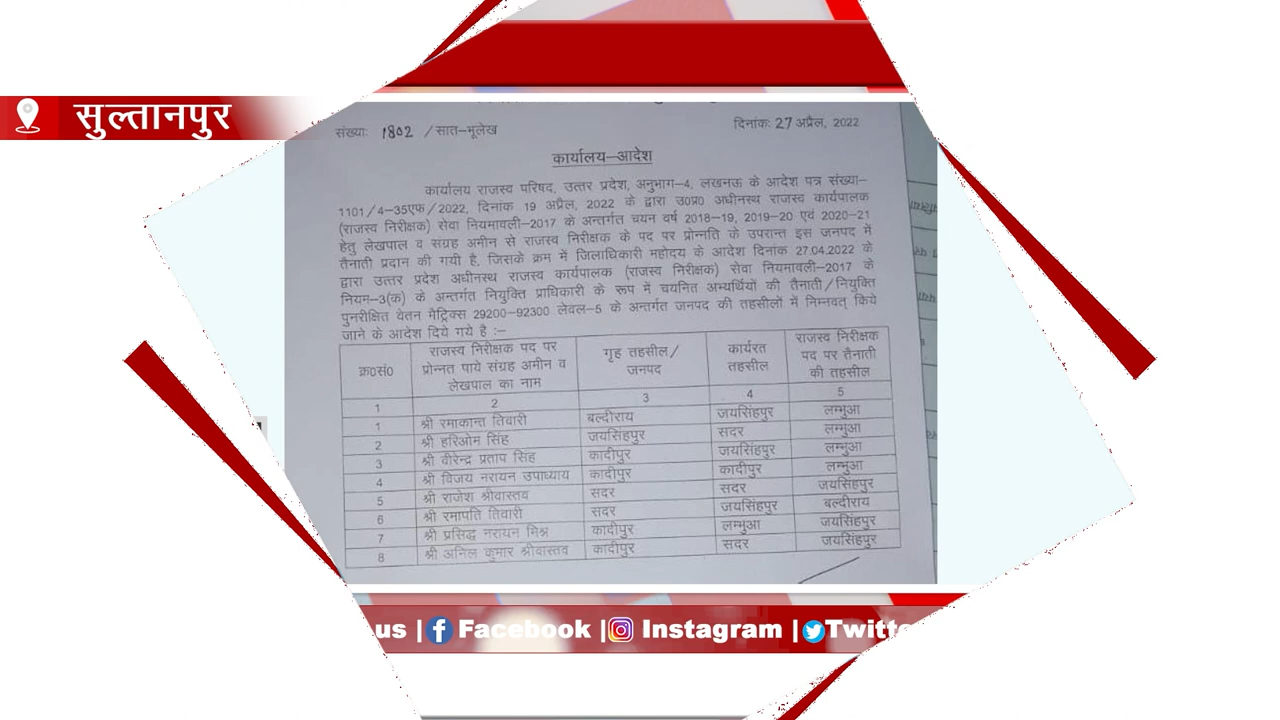 सुल्तानपुर
संख्याः 1802 /सात-भूलेख
दिनांकः 27 अप्रैल, 2022
कार्यालय-आदेश
कार्यालय राजस्व परिषद, उत्तर प्रदेश, अनुभाग-4, लखनऊ के आदेश पत्र संख्या-
1101/4-35एफ/2022, दिनांक 19 अप्रैल, 2022 के द्वारा उ0प्र0 अधीनस्थ राजस्व कार्यपालक
(राजस्व निरीक्षक) सेवा नियमावली-2017 के अन्तर्गत चयन वर्ष 2018-19, 2019-20 एवं 2020-21
हेतु लेखपाल व संग्रह अमीन से राजस्व निरीक्षक के पद पर प्रोन्नति के उपरान्त इस जनपद में
तैनाती प्रदान की गयी है, जिसके क्रम में जिलाधिकारी महोदय के आदेश दिनांक 27.04.2022 के
द्वारा उत्तर प्रदेश अधीनस्थ राजस्व कार्यपालक (राजस्व निरीक्षक) सेवा नियमावली-2017 के
नियम-3(क) के अन्तर्गत नियुक्ति प्राधिकारी के रूप में चयनित अभ्यर्थियों की तैनाती/नियुक्ति
पुनरीक्षित वेतन मैट्रिक्स 29200-92300 लेवल-5 के अन्तर्गत जनपद की तहसीलों में निम्नवत् किये
जाने के आदेश दिये गये है :-
क्र0सं0 राजस्व निरीक्षक पद पर प्रोन्नत पाये संग्रह अमीन व लेखपाल का नाम गृह तहसील/ जनपद कार्यरत तहसील राजस्व निरीक्षक पद पर तैनाती की तहसील
1 2 3 4 5
1 श्री रमाकान्त तिवारी बल्दीराय जयसिंहपुर लम्भुआ
2 श्री हरिओम सिंह जयसिंहपुर सदर लम्भुआ
3 श्री वीरेन्द्र प्रताप सिंह कादीपुर जयसिंहपुर लम्भुआ
4 श्री विजय नरायन उपाध्याय कादीपुर कादीपुर लम्भुआ
5 श्री राजेश श्रीवास्तव सदर सदर जयसिंहपुर
6 श्री रमापति तिवारी सदर जयसिंहपुर बल्दीराय
7 श्री प्रसिद्ध नरायन मिश्र कादीपुर लम्भुआ जयसिंहपुर
8 श्री अनिल कुमार श्रीवास्तव कादीपुर सदर जयसिंहपुर
us | Facebook | Instagram | Twitte